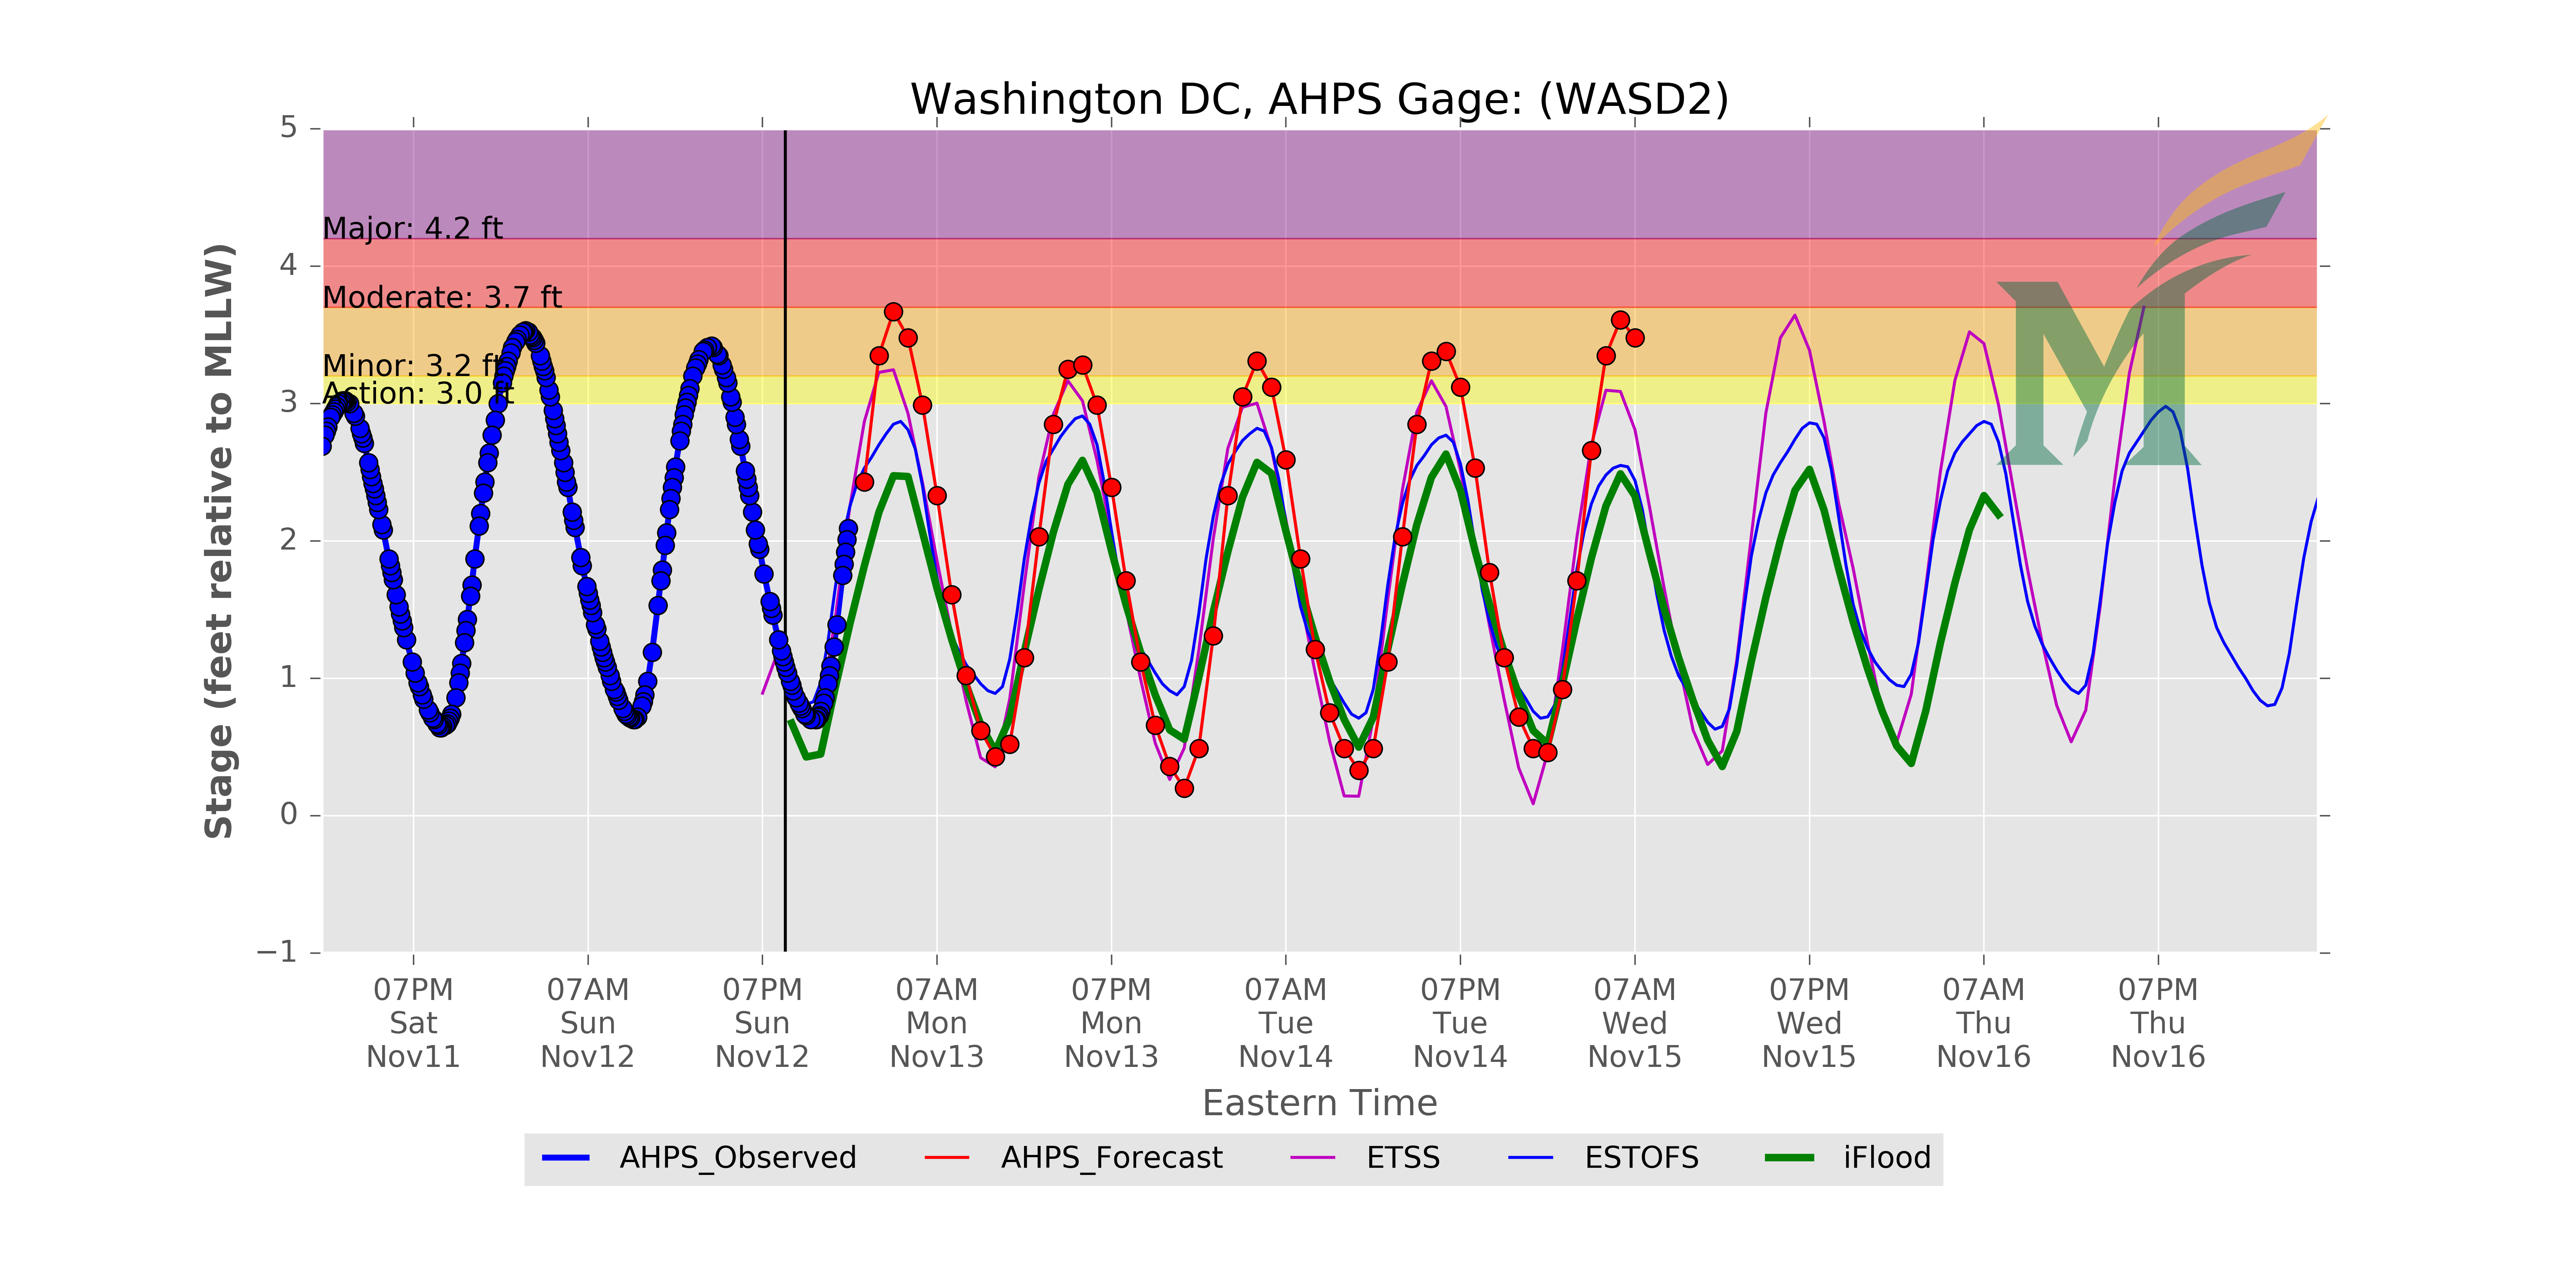 Washington DC, AHPS Gage: (WASD2)
Stage (feet relative to MLLW)
5
4
3
2
1
0
−1
Major: 4.2 ft
Moderate: 3.7 ft
Minor: 3.2 ft
Action: 3.0 ft
07PM 07AM 07PM 07AM 07PM 07AM 07PM 07AM 07PM 07AM 07PM
Sat Sun Sun Mon Mon Tue Tue Wed Wed Thu Thu
Nov11 Nov12 Nov12 Nov13 Nov13 Nov14 Nov14 Nov15 Nov15 Nov16 Nov16
Eastern Time
AHPS_Observed AHPS_Forecast ETSS ESTOFS iFlood
M